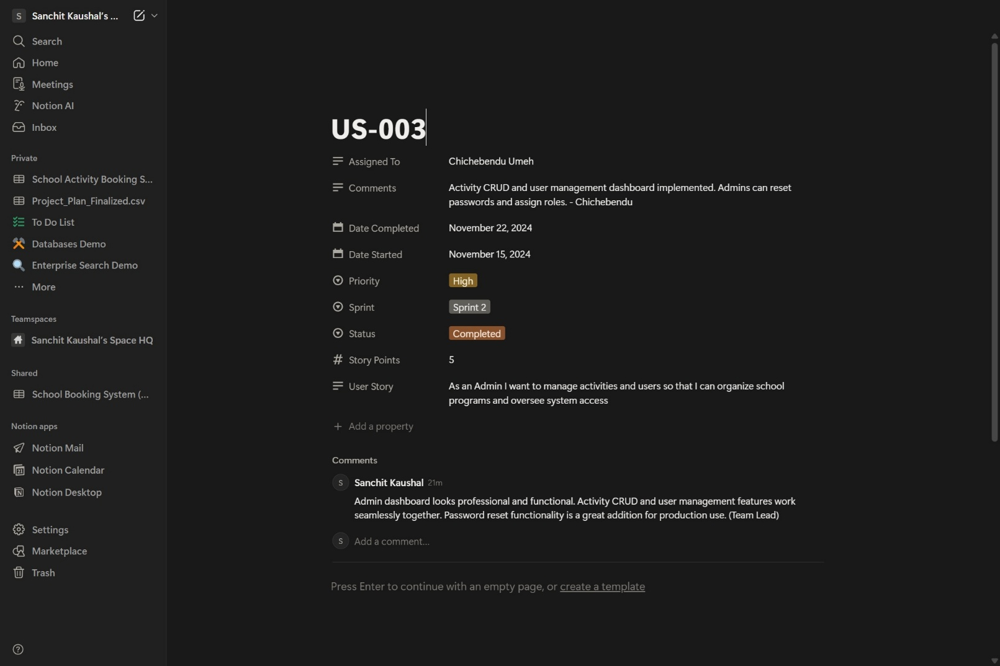 S Sanchit Kaushal's ...
Search
Home
Meetings
Notion AI
Inbox
Private
School Activity Booking S...
Project_Plan_Finalized.csv
To Do List
Databases Demo
Enterprise Search Demo
More
Teamspaces
Sanchit Kaushal's Space HQ
Shared
School Booking System (...
Notion apps
Notion Mail
21 Notion Calendar
Notion Desktop
Settings
Marketplace
Trash
US-003
Assigned To Chichebendu Umeh
Comments Activity CRUD and user management dashboard implemented. Admins can reset
passwords and assign roles. - Chichebendu
Date Completed November 22, 2024
Date Started November 15, 2024
Priority High
Sprint Sprint 2
Status Completed
# Story Points 5
User Story As an Admin I want to manage activities and users so that I can organize school
programs and oversee system access
+ Add a property
Comments
S Sanchit Kaushal 21m
Admin dashboard looks professional and functional. Activity CRUD and user management features work
seamlessly together. Password reset functionality is a great addition for production use. (Team Lead)
S Add a comment...
Press Enter to continue with an empty page, or create a template